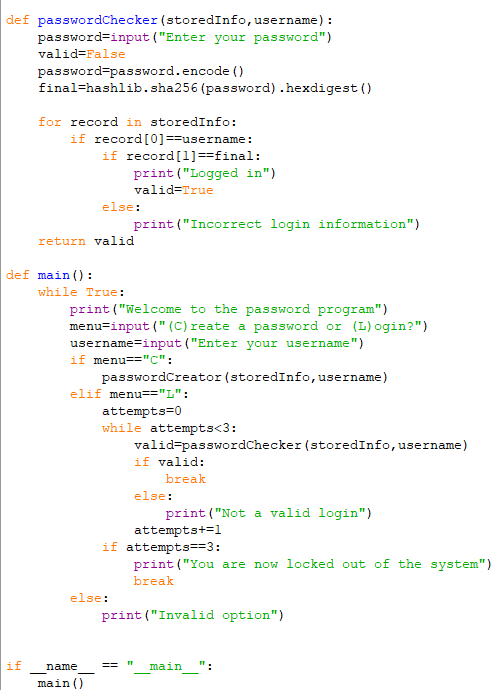 def passwordChecker(storedInfo,username):
    password=input("Enter your password")
    valid=False
    password=password.encode()
    final=hashlib.sha256(password).hexdigest()

    for record in storedInfo:
        if record[0]==username:
            if record[1]==final:
                print("Logged in")
                valid=True
            else:
                print("Incorrect login information")
    return valid

def main():
    while True:
        print("Welcome to the password program")
        menu=input("(C)reate a password or (L)ogin?")
        username=input("Enter your username")
        if menu=="C":
            passwordCreator(storedInfo,username)
        elif menu=="L":
            attempts=0
            while attempts<3:
                valid=passwordChecker(storedInfo,username)
                if valid:
                    break
                else:
                    print("Not a valid login")
                attempts+=1
            if attempts==3:
                print("You are now locked out of the system")
                break
        else:
            print("Invalid option")


if __name__ == "__main__":
    main()